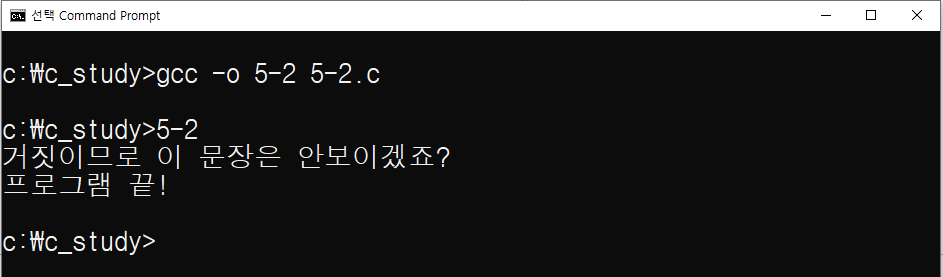 선택 Command Prompt
c:₩c_study>gcc -o 5-2 5-2.c
c:₩c_study>5-2
거짓이므로 이 문장은 안보이겠죠?
프로그램 끝!
c:₩c_study>